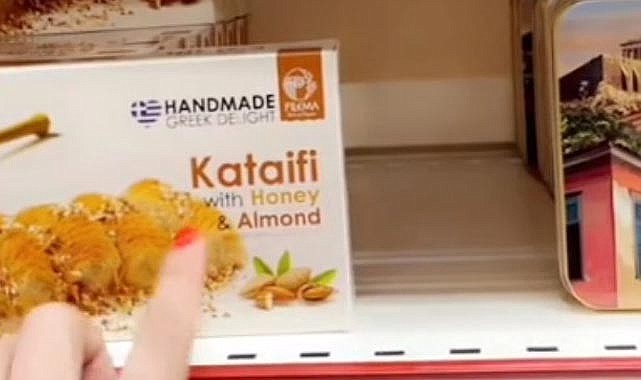 HANDMADE
GREEK DELIGHT
Kataifi
with Honey
& Almond